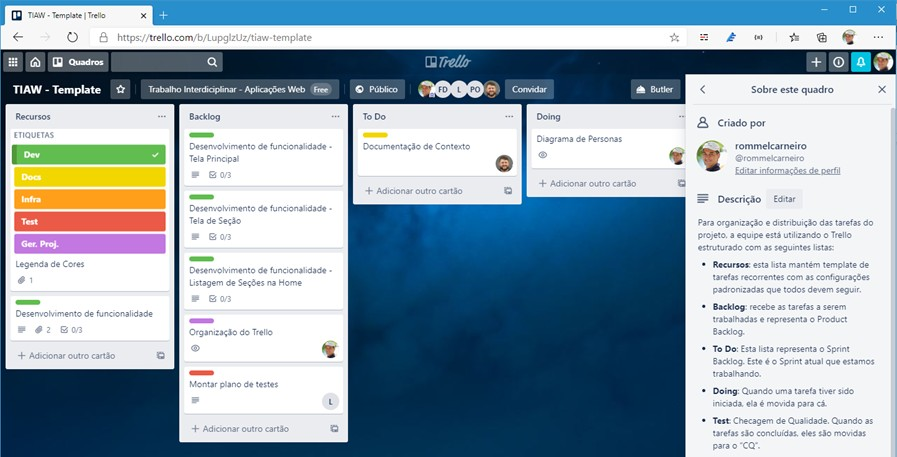 TIAW - Template | Trello
https://trello.com/b/LupgIzUz/tiaw-template
Quadros
Trello
TIAW - Template
Trabalho Interdiciplinar - Aplicações Web Free
Público
FD
L
PO
Convidar
Butler
Recursos
ETIQUETAS
Dev
Docs
Infra
Test
Ger. Proj.
Legenda de Cores
1
Desenvolvimento de funcionalidade
2
0/3
Adicionar outro cartão
Backlog
Desenvolvimento de funcionalidade -
Tela Principal
0/3
Desenvolvimento de funcionalidade -
Tela de Seção
0/3
Desenvolvimento de funcionalidade -
Listagem de Seções na Home
0/3
Organização do Trello
Montar plano de testes
L
Adicionar outro cartão
To Do
Documentação de Contexto
Adicionar outro cartão
Doing
Diagrama de Personas
Adicionar outro cartão
Sobre este quadro
Criado por
rommelcarneiro
@rommelcarneiro
Editar informações de perfil
Descrição
Editar
Para organização e distribuição das tarefas do
projeto, a equipe está utilizando o Trello
estruturado com as seguintes listas:
• Recursos: esta lista mantém template de
tarefas recorrentes com as configurações
padronizadas que todos devem seguir.
• Backlog: recebe as tarefas a serem
trabalhadas e representa o Product
Backlog.
• To Do: Esta lista representa o Sprint
Backlog. Este é o Sprint atual que estamos
trabalhando.
• Doing: Quando uma tarefa tiver sido
iniciada, ela é movida para cá.
• Test: Checagem de Qualidade. Quando as
tarefas são concluídas, eles são movidas
para o "CQ".